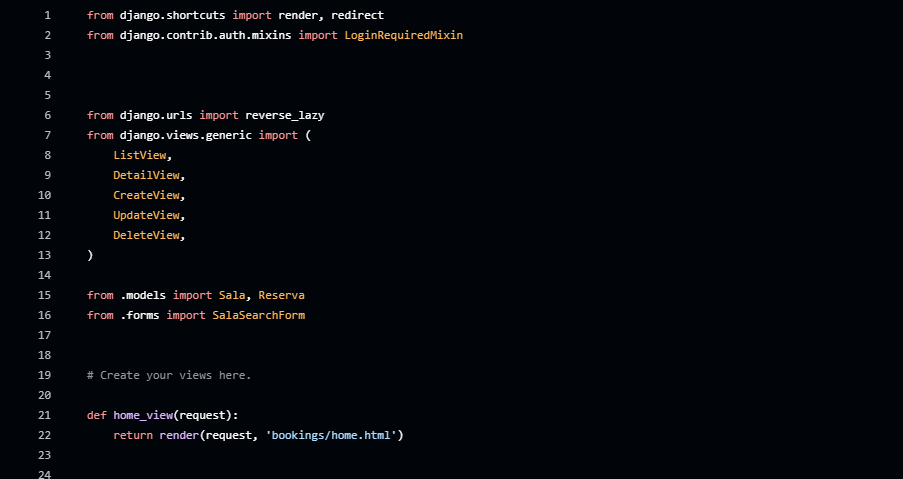 1 from django.shortcuts import render, redirect
2 from django.contrib.auth.mixins import LoginRequiredMixin
3
4
5
6 from django.urls import reverse_lazy
7 from django.views.generic import (
8     ListView,
9     DetailView,
10     CreateView,
11     UpdateView,
12     DeleteView,
13 )
14
15 from .models import Sala, Reserva
16 from .forms import SalaSearchForm
17
18
19 # Create your views here.
20
21 def home_view(request):
22     return render(request, 'bookings/home.html')
23
24